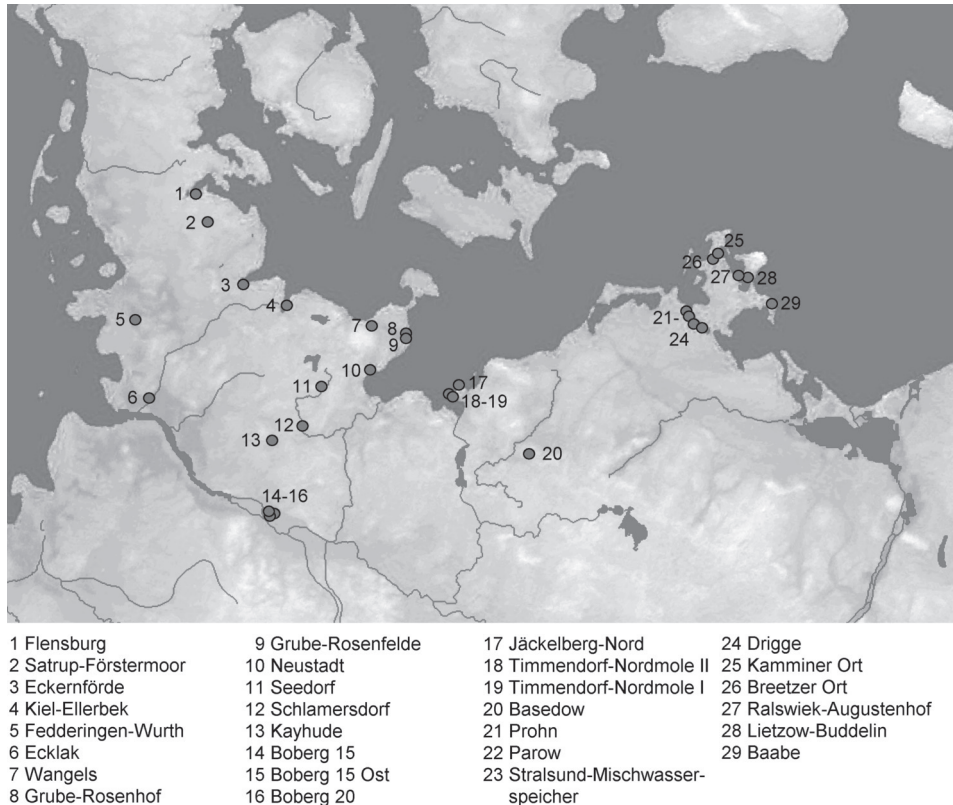 1
2
3
4
5
6
7
8
9
10
11
12
13
14-16
17
18-19
20
21-
24
25
26
27
28
29
1 Flensburg
2 Satrup-Förstermoor
3 Eckernförde
4 Kiel-Ellerbek
5 Fedderingen-Wurth
6 Ecklak
7 Wangels
8 Grube-Rosenhof
9 Grube-Rosenfelde
10 Neustadt
11 Seedorf
12 Schlamersdorf
13 Kayhude
14 Boberg 15
15 Boberg 15 Ost
16 Boberg 20
17 Jäckelberg-Nord
18 Timmendorf-Nordmole II
19 Timmendorf-Nordmole I
20 Basedow
21 Prohn
22 Parow
23 Stralsund-Mischwasser-
speicher
24 Drigge
25 Kamminer Ort
26 Breetzer Ort
27 Ralswiek-Augustenhof
28 Lietzow-Buddelin
29 Baabe